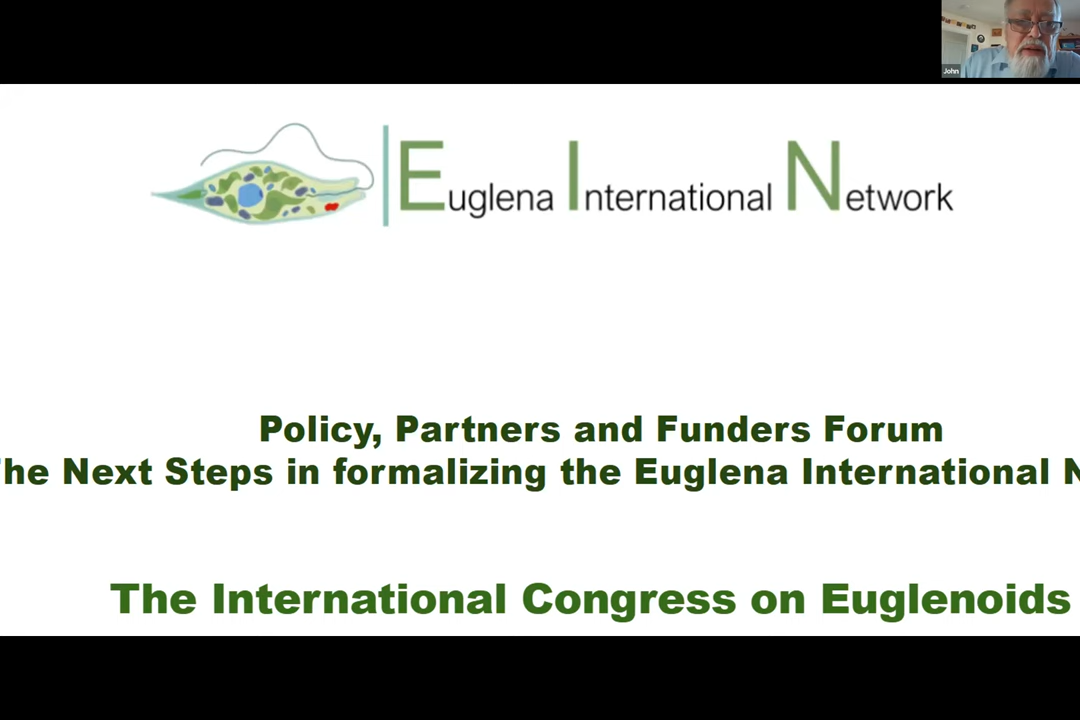 John
Euglena International Network
Policy, Partners and Funders Forum
he Next Steps in formalizing the Euglena International N
The International Congress on Euglenoids